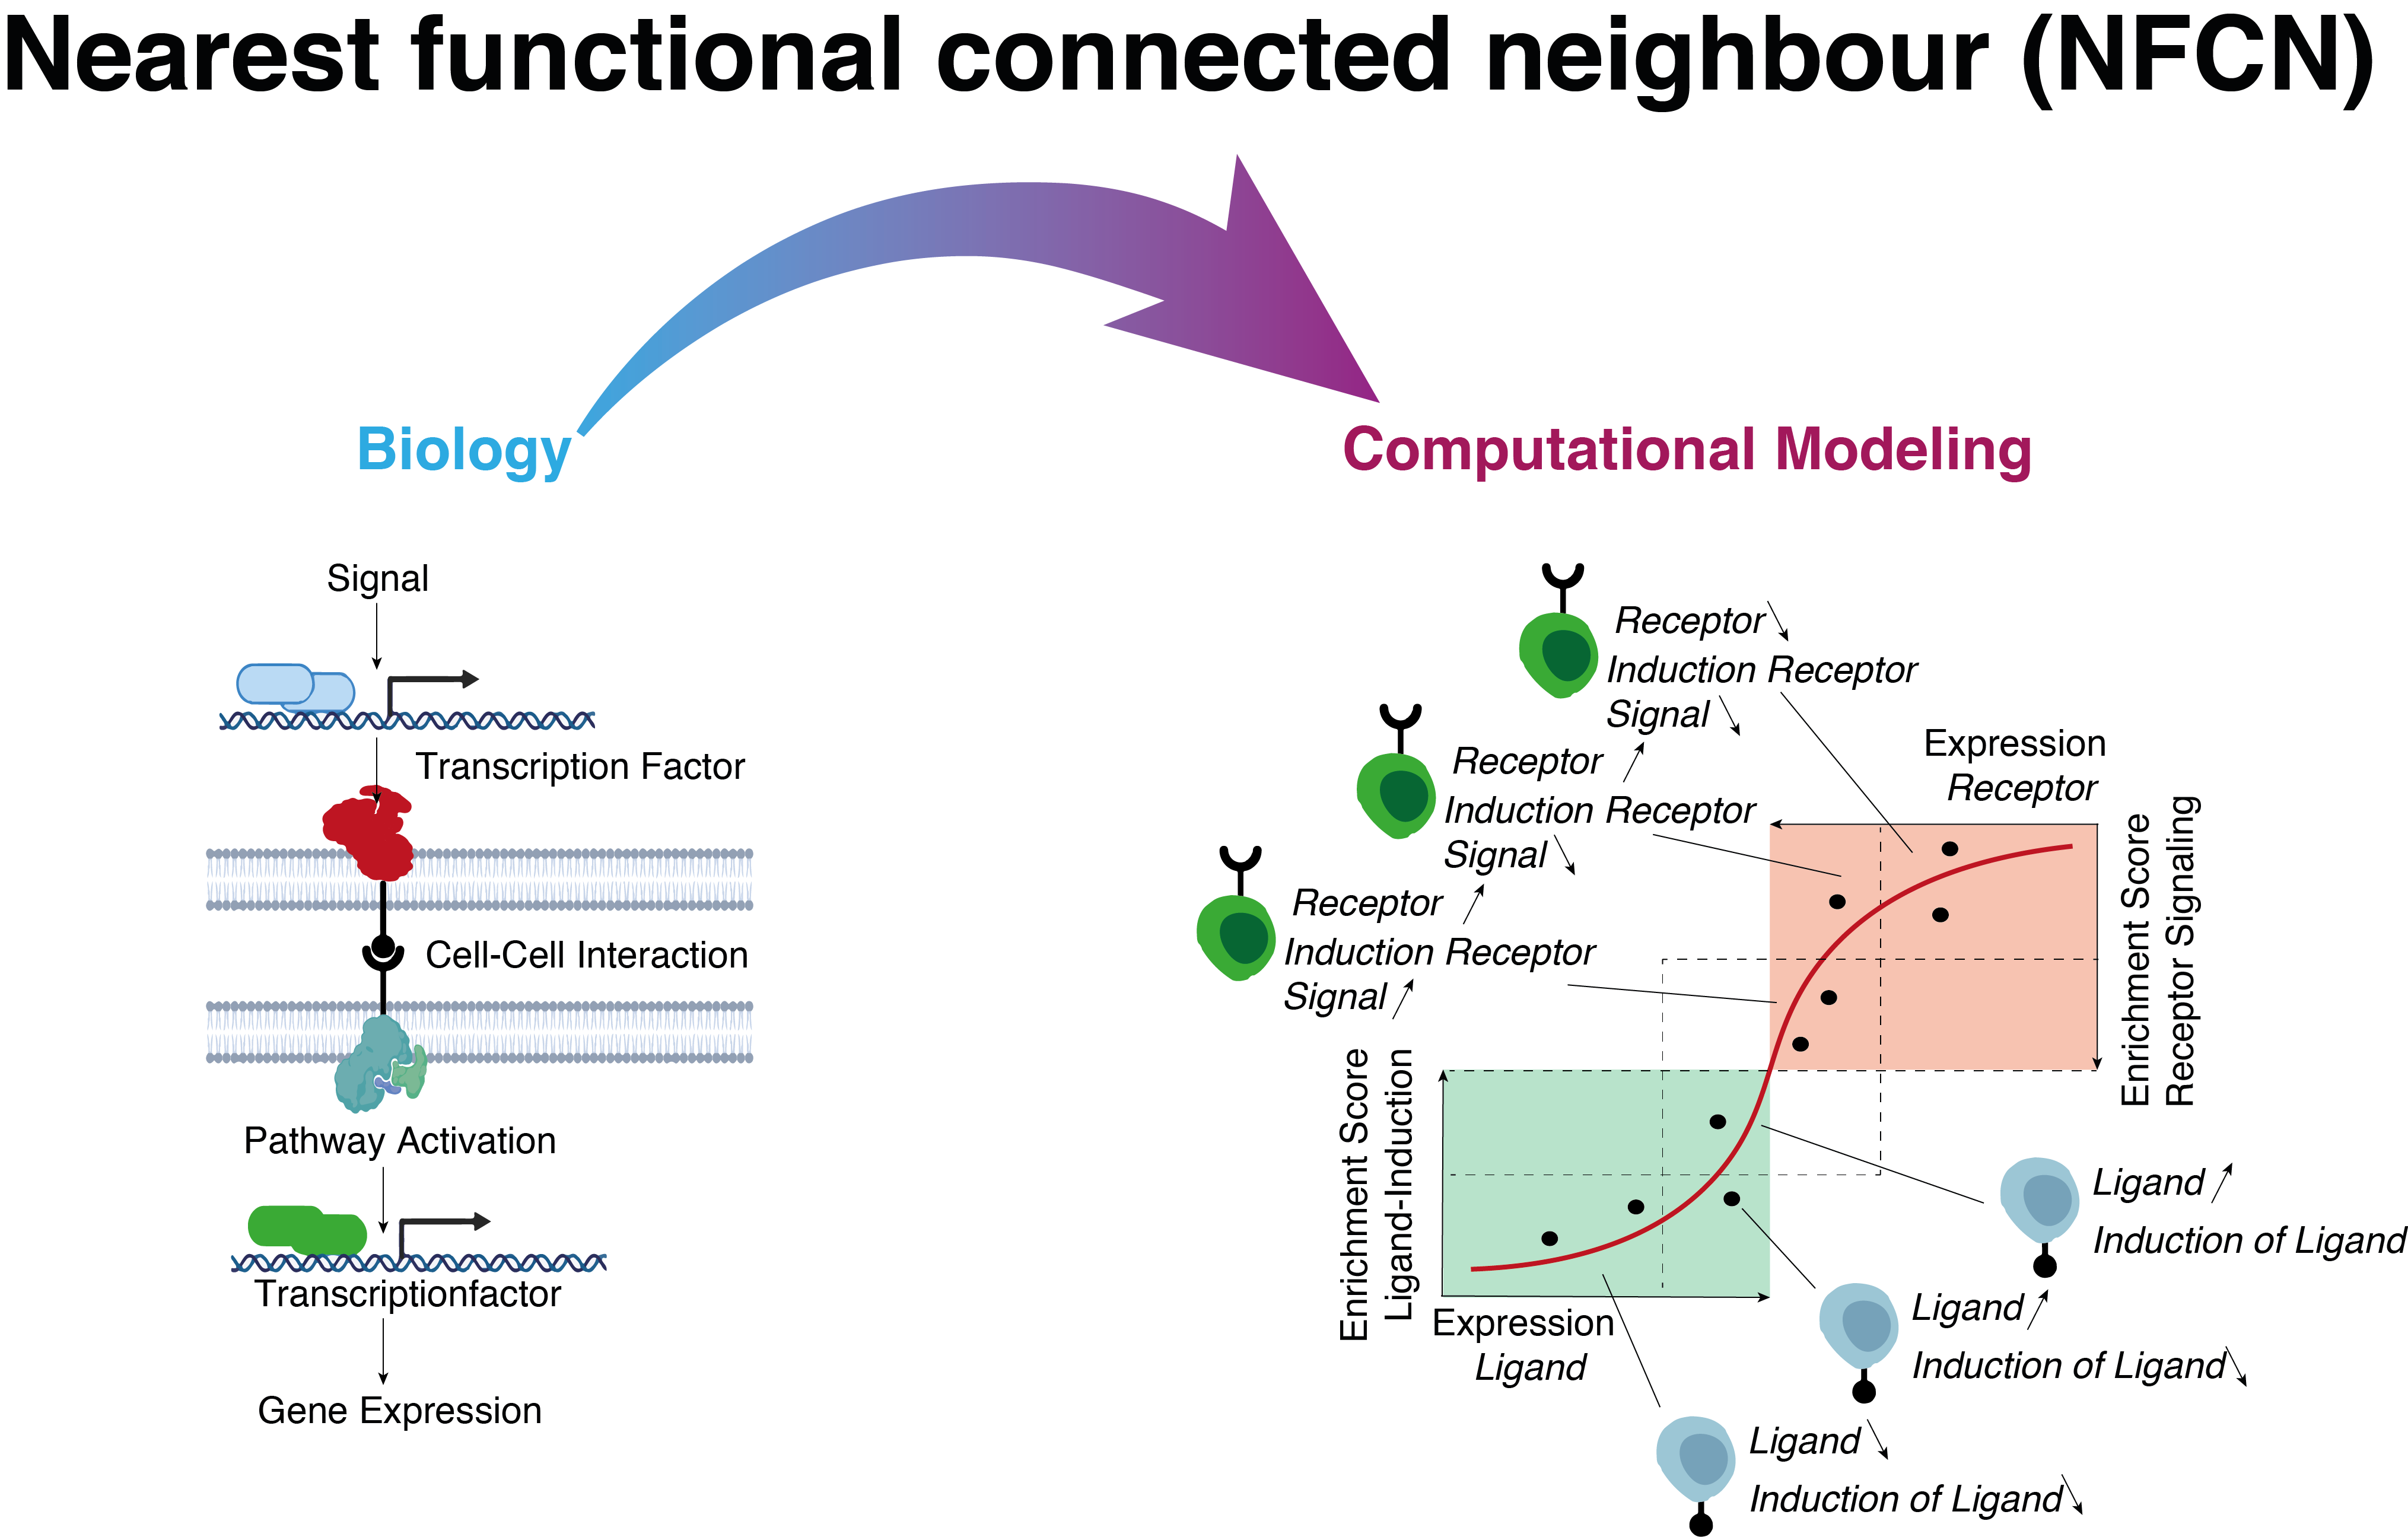 Nearest functional connected neighbour (NFCN)
Biology
Computational Modeling
Signal
Transcription Factor
Cell-Cell Interaction
Pathway Activation
Transcriptionfactor
Gene Expression
Receptor
Induction Receptor
Signal
Receptor
Induction Receptor
Signal
Receptor
Induction Receptor
Signal
Expression
Receptor
Enrichment Score
Receptor Signaling
Enrichment Score
Ligand-Induction
Expression
Ligand
Ligand
Induction of Ligand
Ligand
Induction of Ligand
Ligand
Induction of Ligand